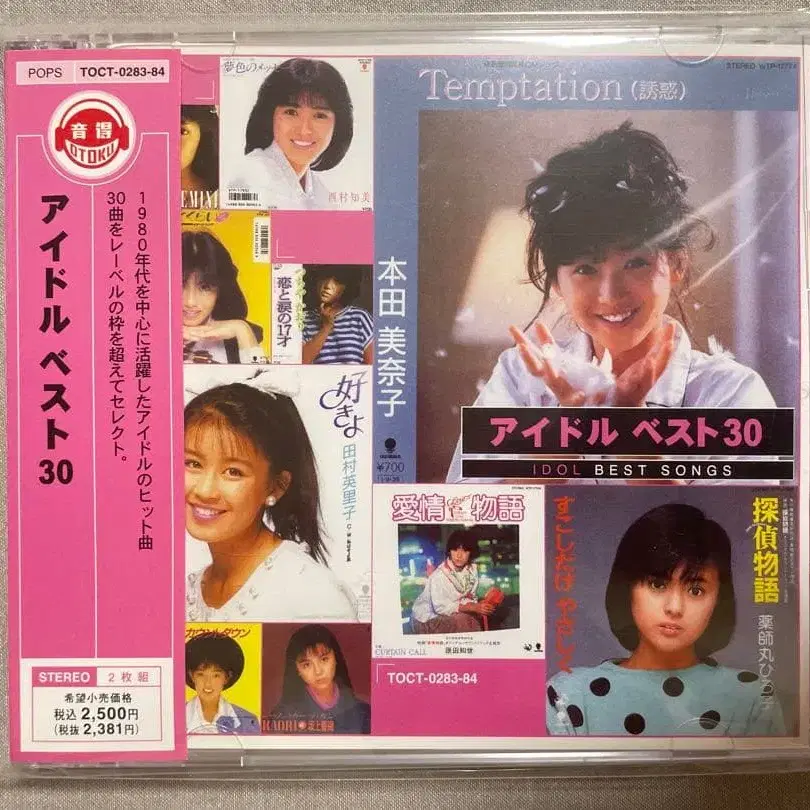 POPS TOCT-0283-84
音得
OTOKU
アイドル ベスト30
1980年代を中心に活躍したアイドルのヒット曲
30曲をレーベルの枠を超えてセレクト。
STEREO 2枚組
希望小売価格
税込 2,500円
(税抜 2,381円)
夢色のメッセ
西村知美
EMINI
恋と涙の17才
好きよ
田村英里子
カウントダウン
Temptation (誘惑)
STEREO
本田 美奈子
¥700
アイドル ベスト30
IDOL BEST SONGS
愛情物語
CURTAIN CALL
原田知世
TOCT-0283-84
すこしだけ やさしく
探偵物語
薬師丸ひろ子